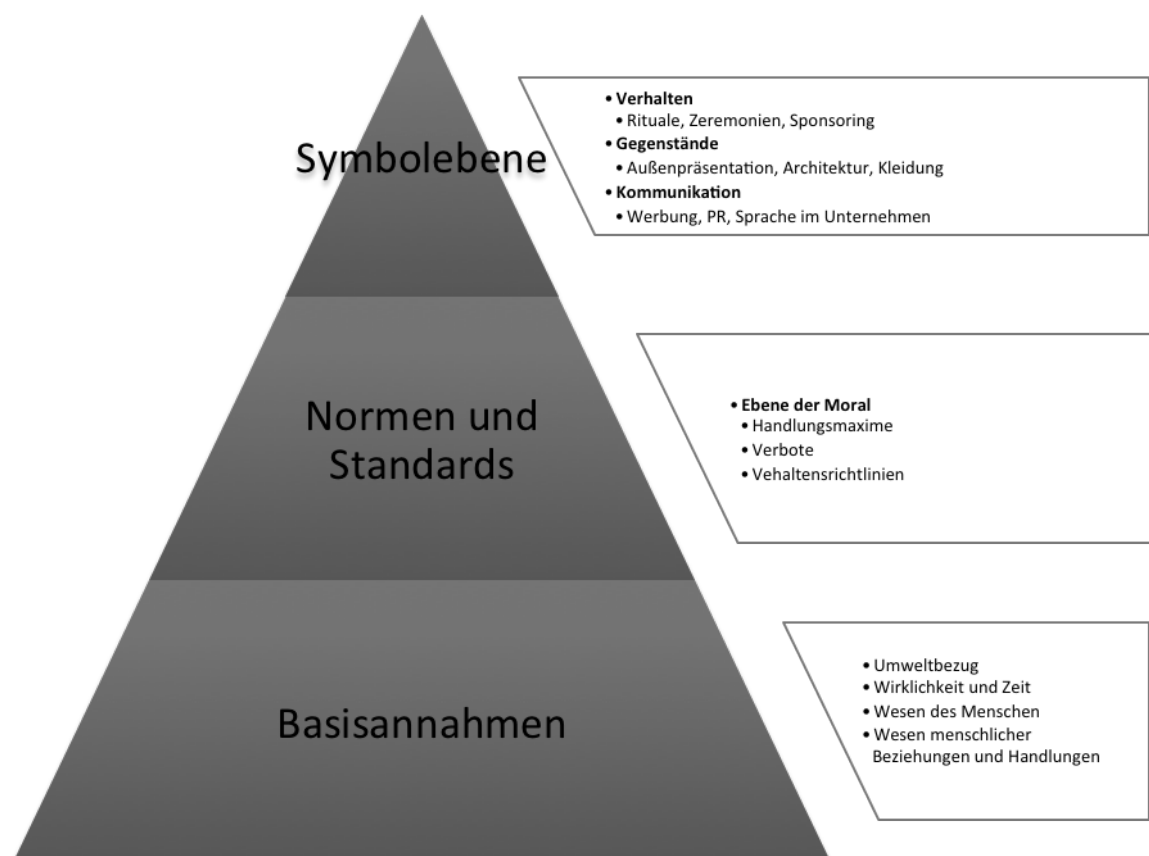 Symbolebene
• Verhalten
• Rituale, Zeremonien, Sponsoring
• Gegenstände
• Außenpräsentation, Architektur, Kleidung
• Kommunikation
• Werbung, PR, Sprache im Unternehmen
Normen und
Standards
• Ebene der Moral
• Handlungsmaxime
• Verbote
• Vehaltensrichtlinien
Basisannahmen
• Umweltbezug
• Wirklichkeit und Zeit
• Wesen des Menschen
• Wesen menschlicher
Beziehungen und Handlungen